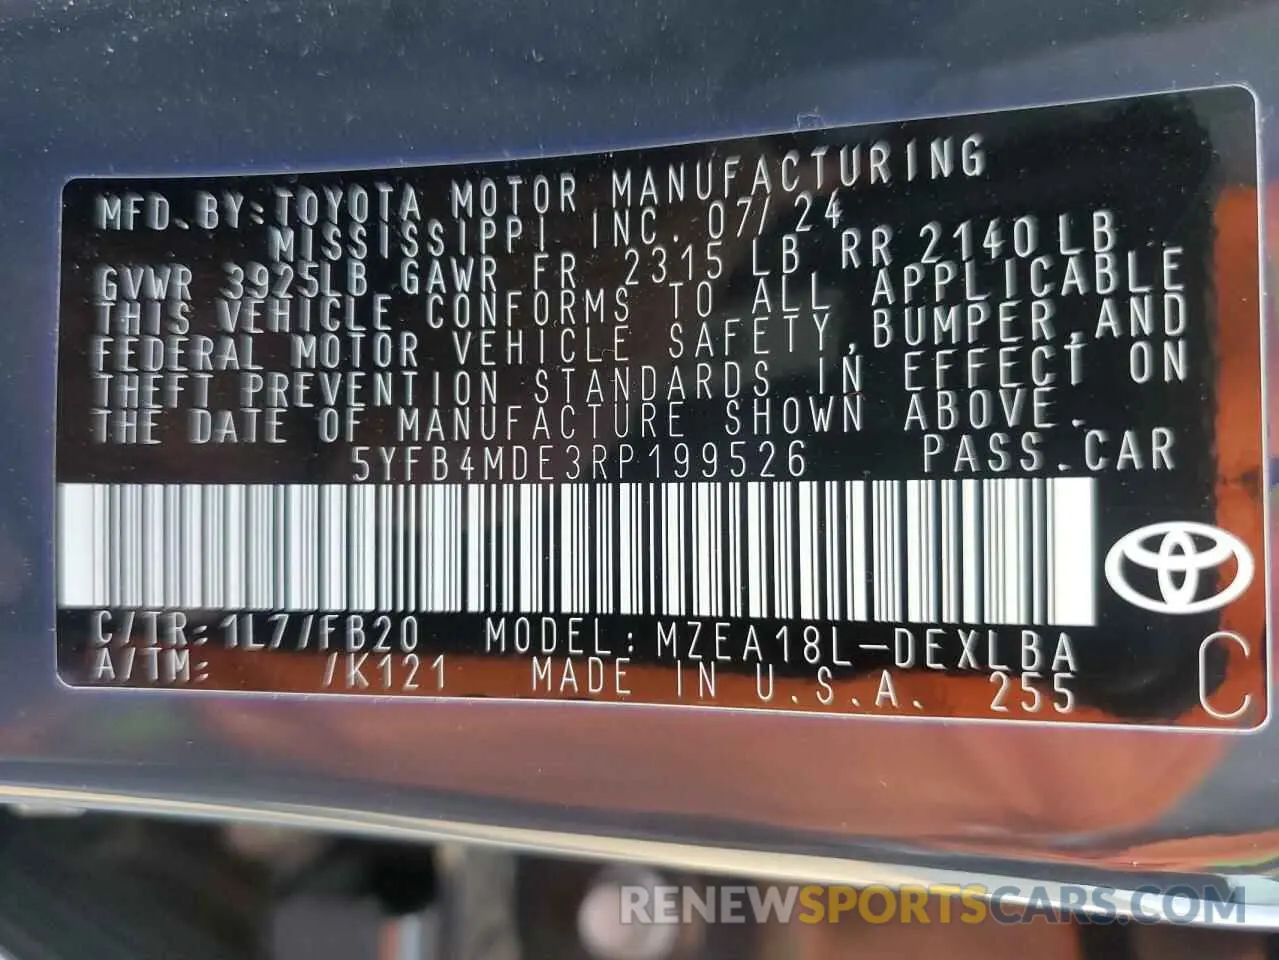 MFD.BY:TOYOTA MOTOR MANUFACTURING
MISSISSIPPI INC. 07/24
GVWR 3925LB GAWR FR 2315 LB RR 2140LB
THIS VEHICLE CONFORMS TO ALL APPLICABLE
FEDERAL MOTOR VEHICLE SAFETY,BUMPER,AND
THEFT PREVENTION STANDARDS IN EFFECT ON
THE DATE OF MANUFACTURE SHOWN ABOVE.
5YFB4MDE3RP199526 PASS.CAR
C/TR: 1L7/FB20 MODEL:MZEA18L-DEXLBA
A/TM: /K121 MADE IN U.S.A. 255
C
RENEWSPORTSCARS.COM